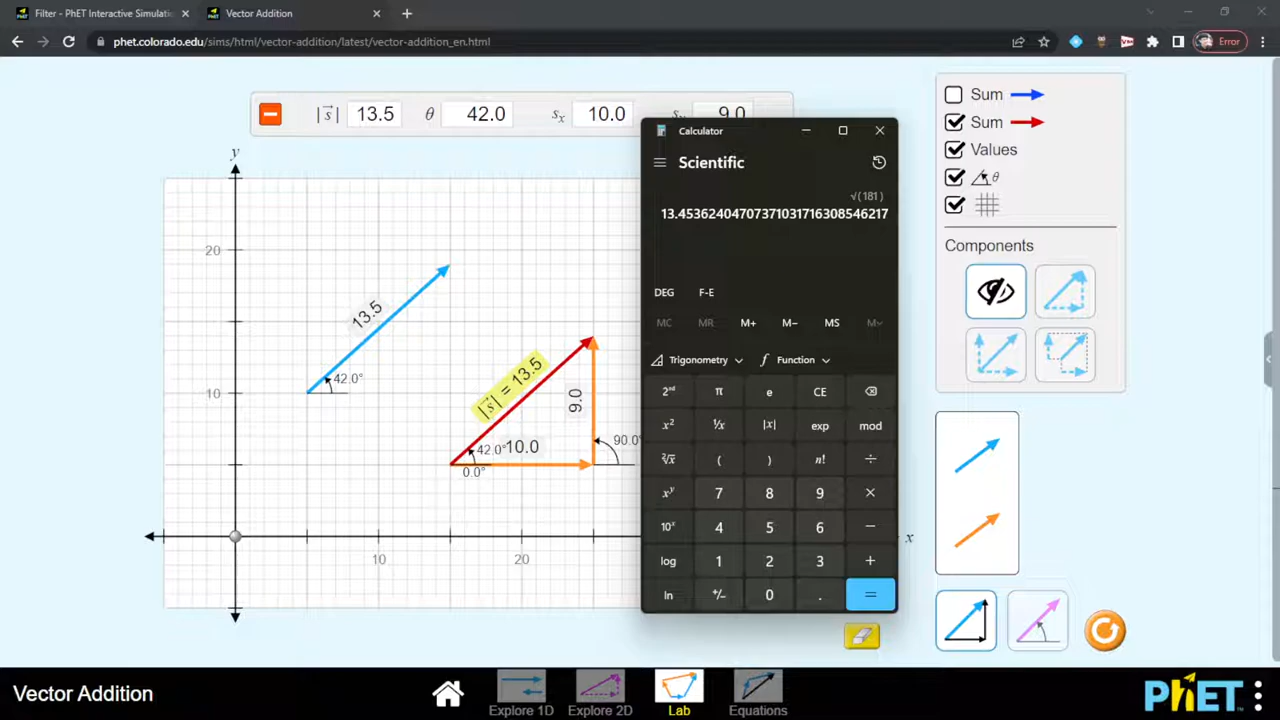 Filter - PhET Interactive Simulatio
Vector Addition
phet.colorado.edu/sims/html/vector-addition/latest/vector-addition_en.html
Error
|s⃗| 13.5 θ 42.0 sₓ 10.0 9.0
Sum
Sum
Values
θ
Components
y
20
10
10
20
x
13.5
42.0°
|s⃗| = 13.5
9.0
90.0°
42.0°
10.0
0.0°
Calculator
Scientific
√(181)
13.453624047073710317163085462​17
DEG F-E
MC MR M+ M− MS M˅
Trigonometry f Function
2ⁿᵈ π e CE
x² ¹/x |x| exp mod
²√x ( ) n! ÷
xʸ 7 8 9 ×
10ˣ 4 5 6 −
log 1 2 3 +
ln +/− 0 . =
Vector Addition
Explore 1D
Explore 2D
Lab
Equations
PhET